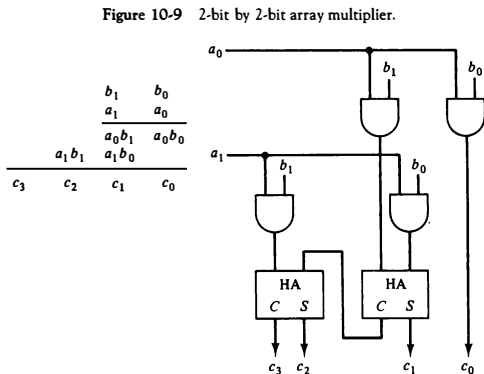 Figure 10-9 2-bit by 2-bit array multiplier.
b₁ b₀
a₁ a₀
a₀b₁ a₀b₀
a₁b₁ a₁b₀
c₃ c₂ c₁ c₀
a₀
b₁
b₀
a₁
b₁
b₀
HA
C S
HA
C S
c₃ c₂ c₁ c₀